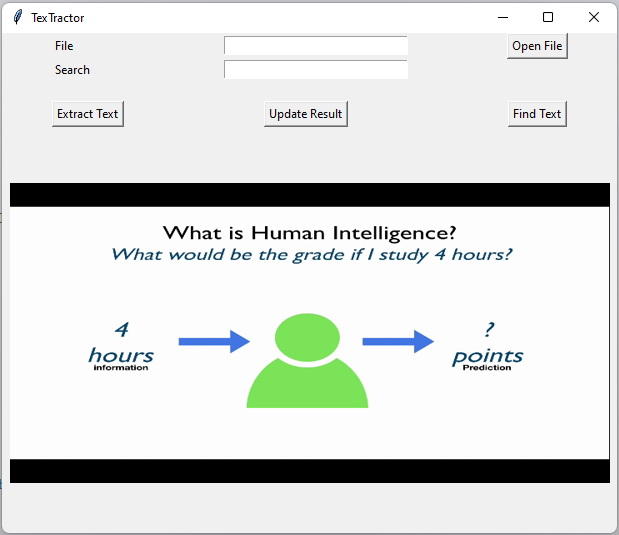 TexTractor
File
Open File
Search
Extract Text
Update Result
Find Text
What is Human Intelligence?
What would be the grade if I study 4 hours?
4
hours
information
?
points
Prediction